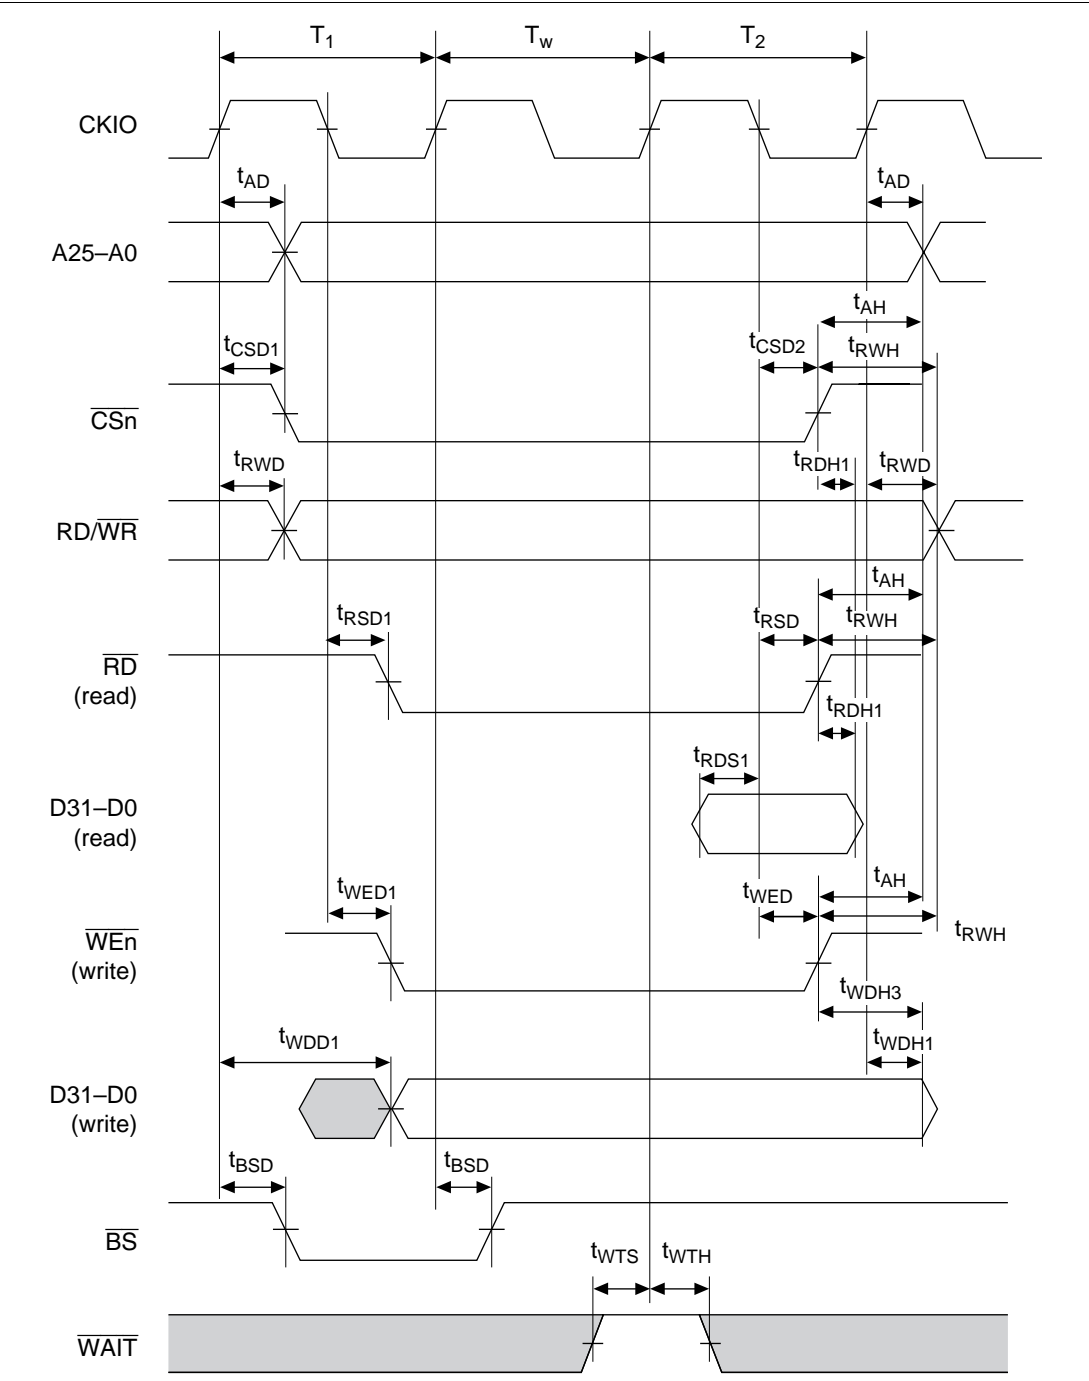 T1 Tw T2
CKIO
tAD tAD
A25–A0
tAH
tCSD1 tCSD2 tRWH
CSn
tRWD tRDH1 tRWD
RD/WR
tAH
tRSD1 tRSD tRWH
RD
(read)
tRDH1
tRDS1
D31–D0
(read)
tAH
tWED1 tWED
tRWH
WEn
(write)
tWDH3
tWDD1 tWDH1
D31–D0
(write)
tBSD tBSD
BS
tWTS tWTH
WAIT